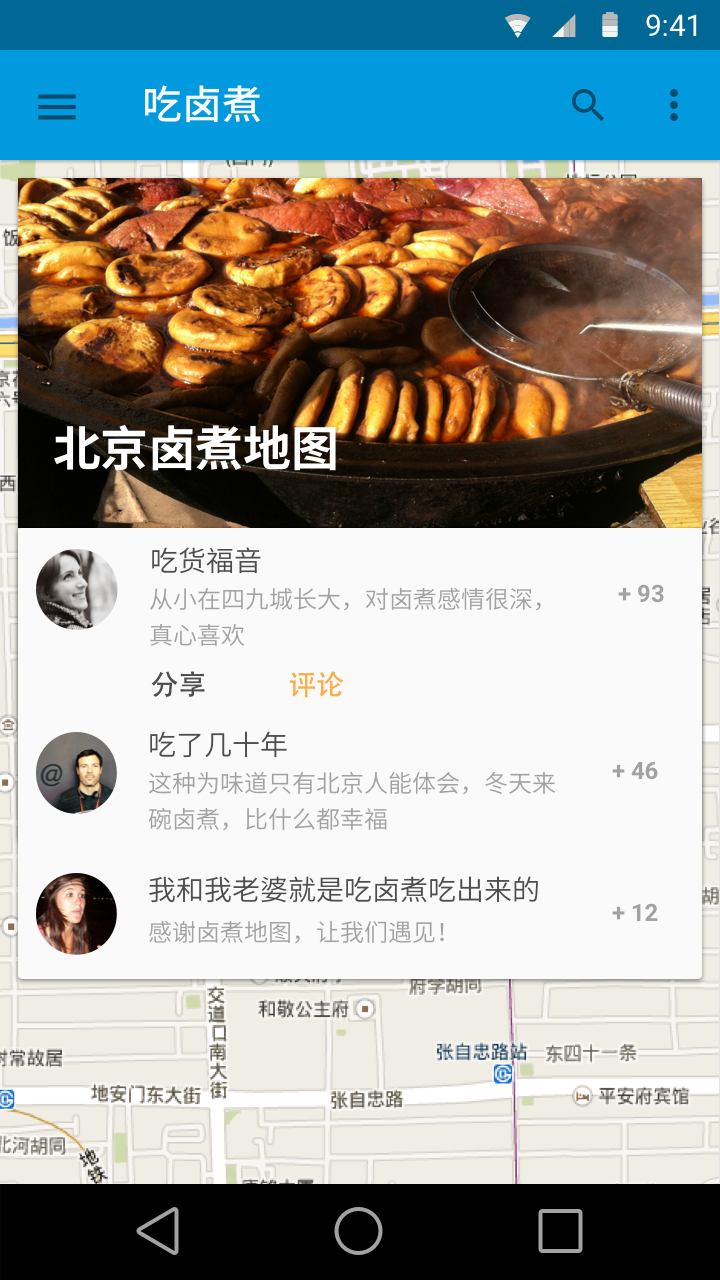 9:41
吃卤煮
饭
西
北京卤煮地图
吃货福音
从小在四九城长大，对卤煮感情很深，
真心喜欢
+ 93
分享
评论
吃了几十年
这种为味道只有北京人能体会，冬天来
碗卤煮，比什么都幸福
+ 46
我和我老婆就是吃卤煮吃出来的
感谢卤煮地图，让我们遇见！
+ 12
府学胡同
交道口南大街
和敬公主府
张自忠路站
东四十一条
常故居
地安门东大街
张自忠路
平安府宾馆
北河胡同
地铁